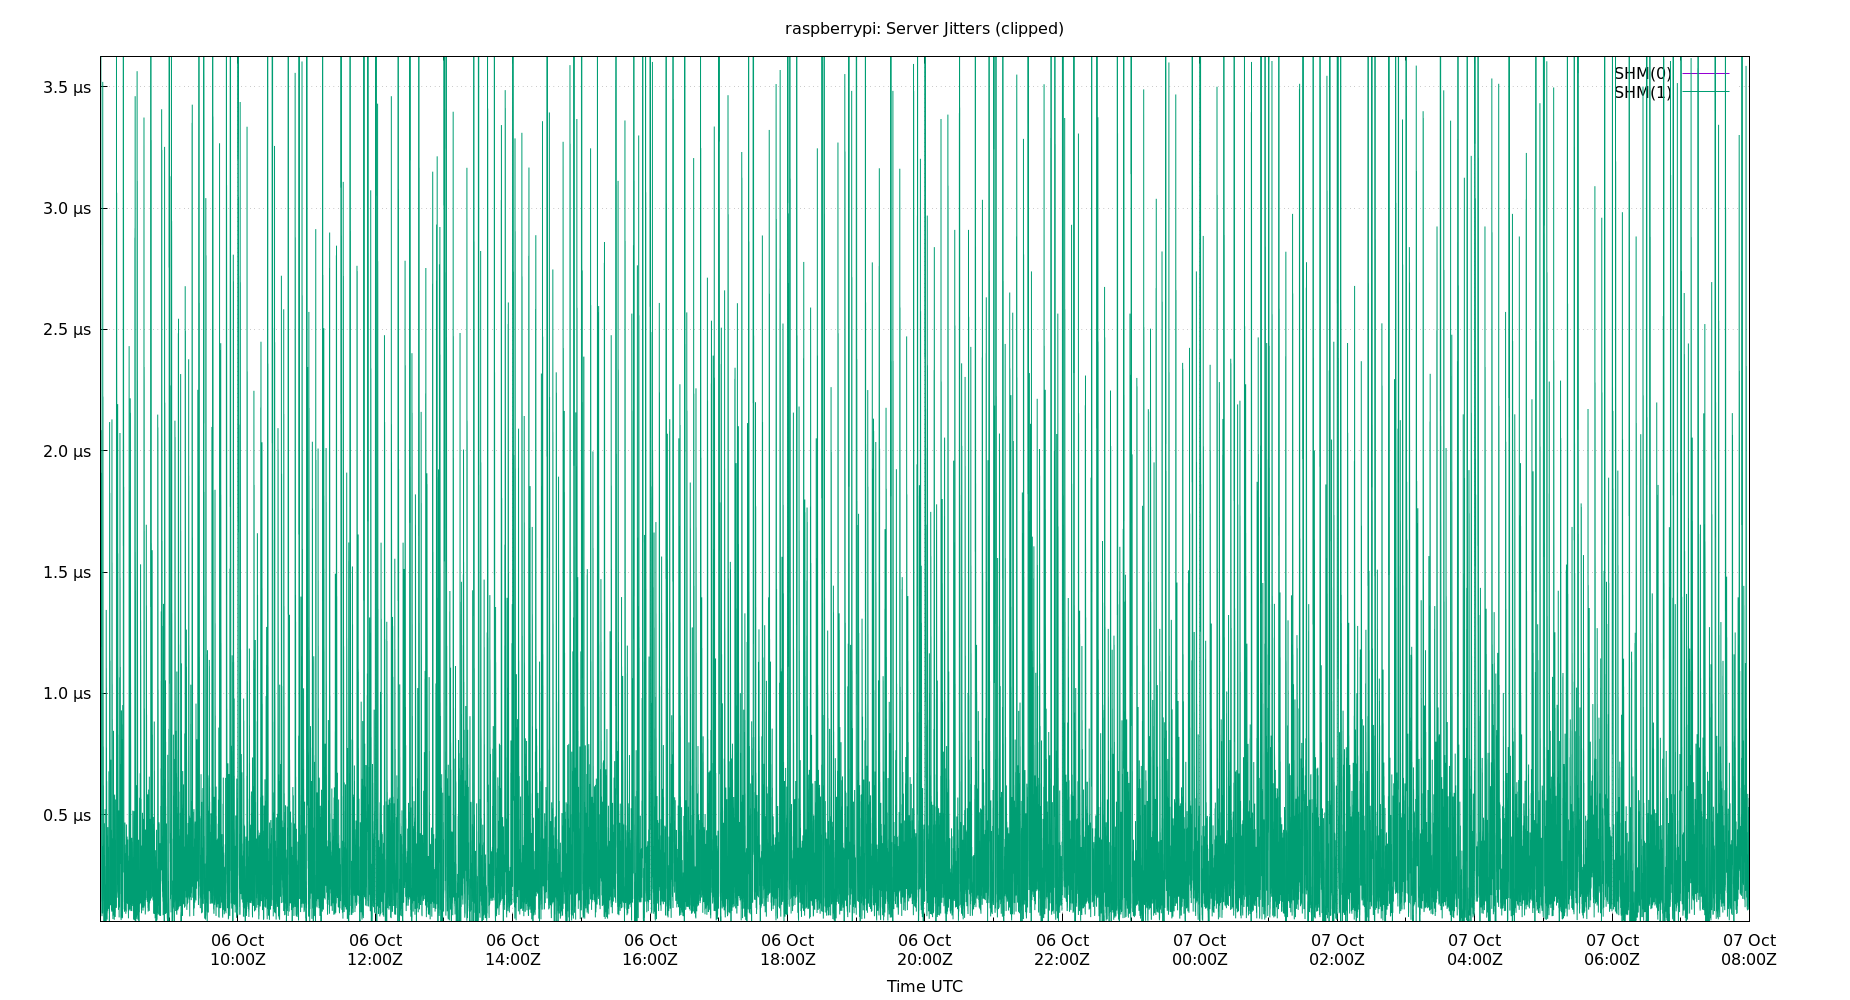 raspberrypi: Server Jitters (clipped)
SHM(0)
SHM(1)
3.5 µs
3.0 µs
2.5 µs
2.0 µs
1.5 µs
1.0 µs
0.5 µs
06 Oct 06 Oct 06 Oct 06 Oct 06 Oct 06 Oct 06 Oct 07 Oct 07 Oct 07 Oct 07 Oct 07 Oct
10:00Z 12:00Z 14:00Z 16:00Z 18:00Z 20:00Z 22:00Z 00:00Z 02:00Z 04:00Z 06:00Z 08:00Z
Time UTC